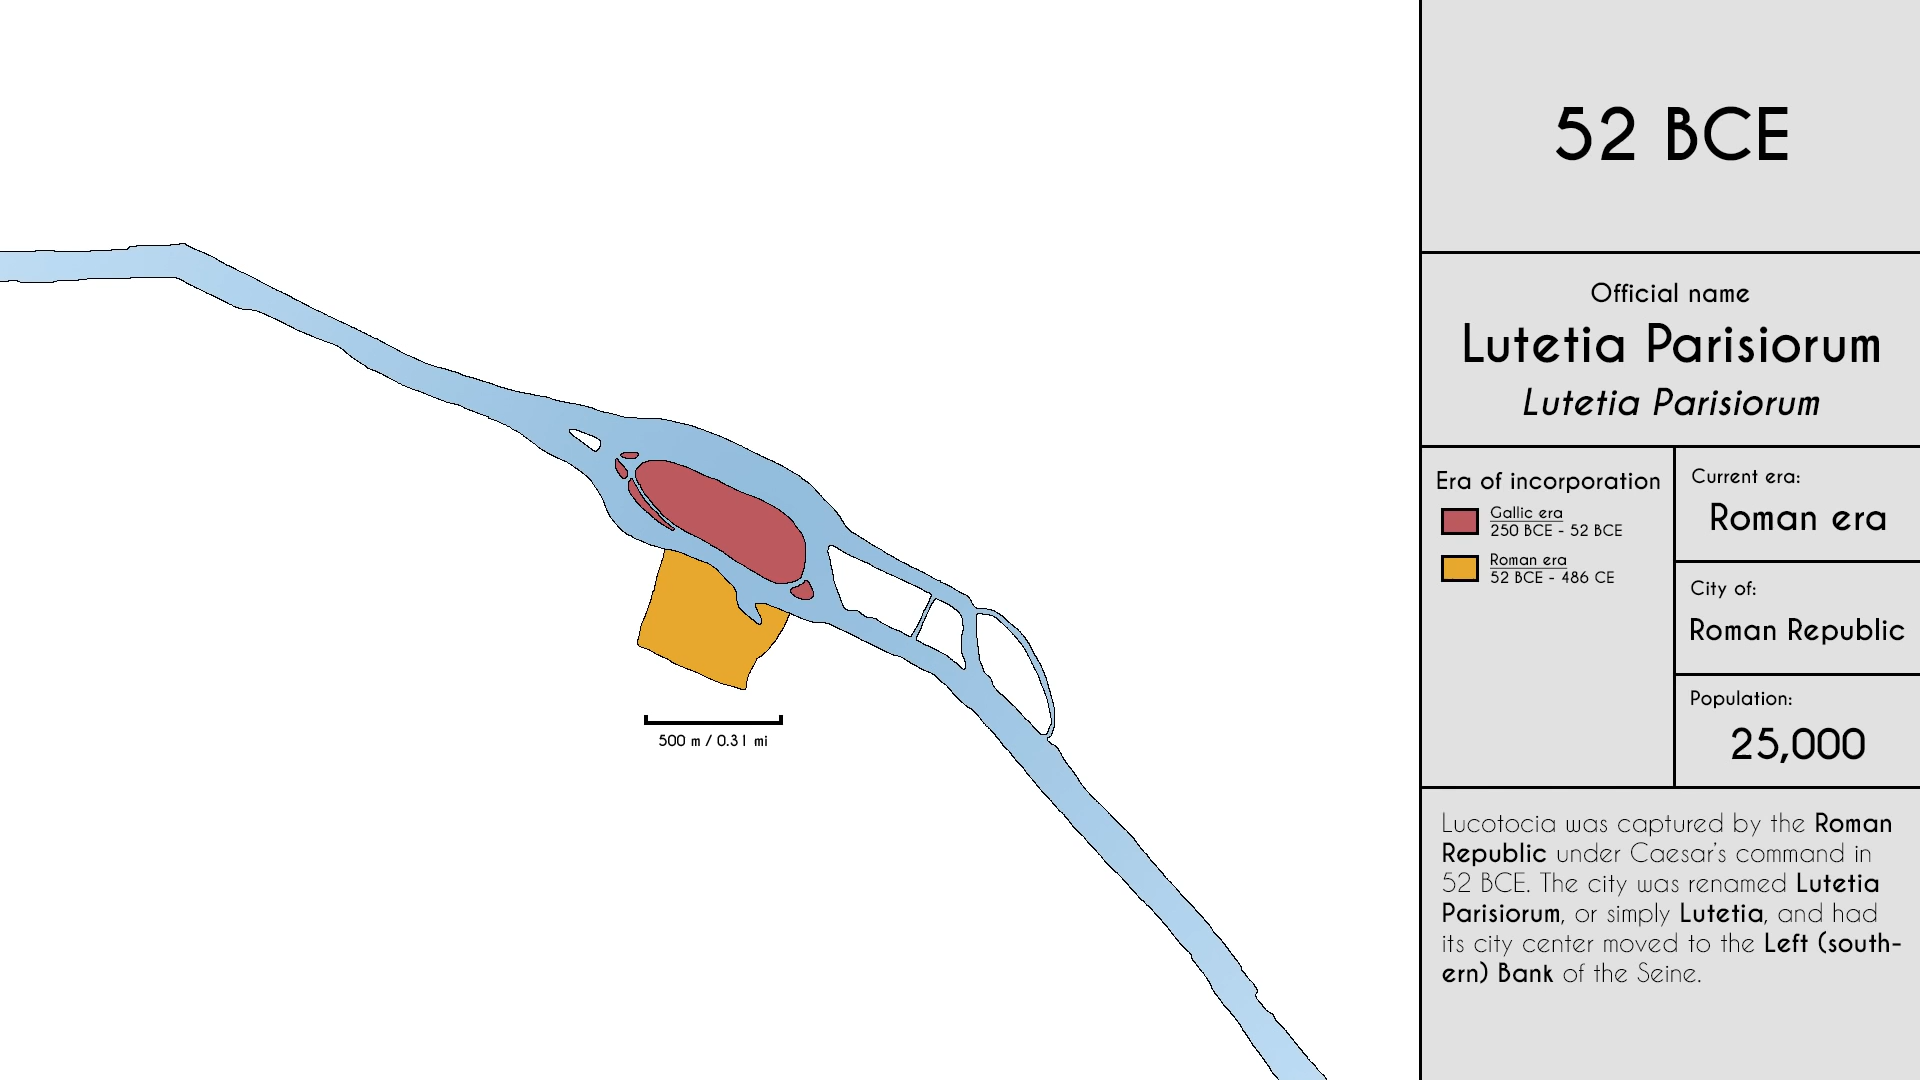 52 BCE
Official name
Lutetia Parisiorum
Lutetia Parisiorum
Era of incorporation
Gallic era
250 BCE - 52 BCE
Roman era
52 BCE - 486 CE
Current era:
Roman era
City of:
Roman Republic
Population:
25,000
Lucotocia was captured by the Roman
Republic under Caesar's command in
52 BCE. The city was renamed Lutetia
Parisiorum, or simply Lutetia, and had
its city center moved to the Left (south-
ern) Bank of the Seine.
500 m / 0.31 mi